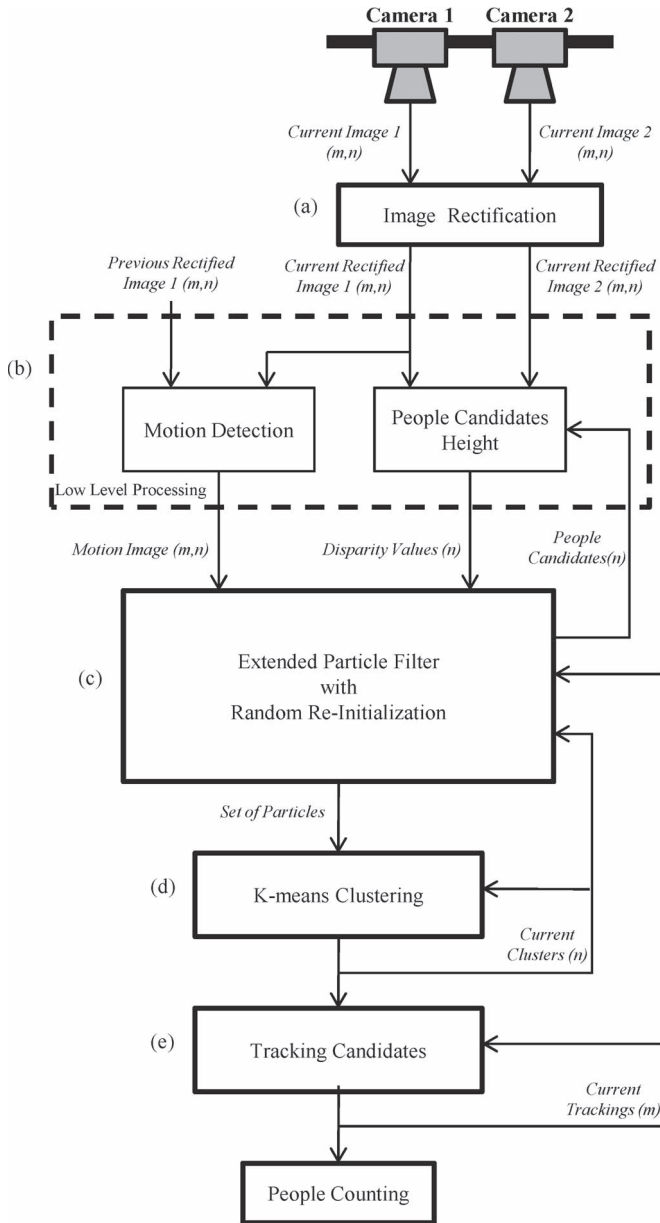 Camera 1
Camera 2
Current Image 1
(m,n)
Current Image 2
(m,n)
(a)
Image Rectification
Previous Rectified
Image 1 (m,n)
Current Rectified
Image 1 (m,n)
Current Rectified
Image 2 (m,n)
(b)
Motion Detection
People Candidates
Height
Low Level Processing
Motion Image (m,n)
Disparity Values (n)
People
Candidates(n)
(c)
Extended Particle Filter
with
Random Re-Initialization
Set of Particles
(d)
K-means Clustering
Current
Clusters (n)
(e)
Tracking Candidates
Current
Trackings (m)
People Counting